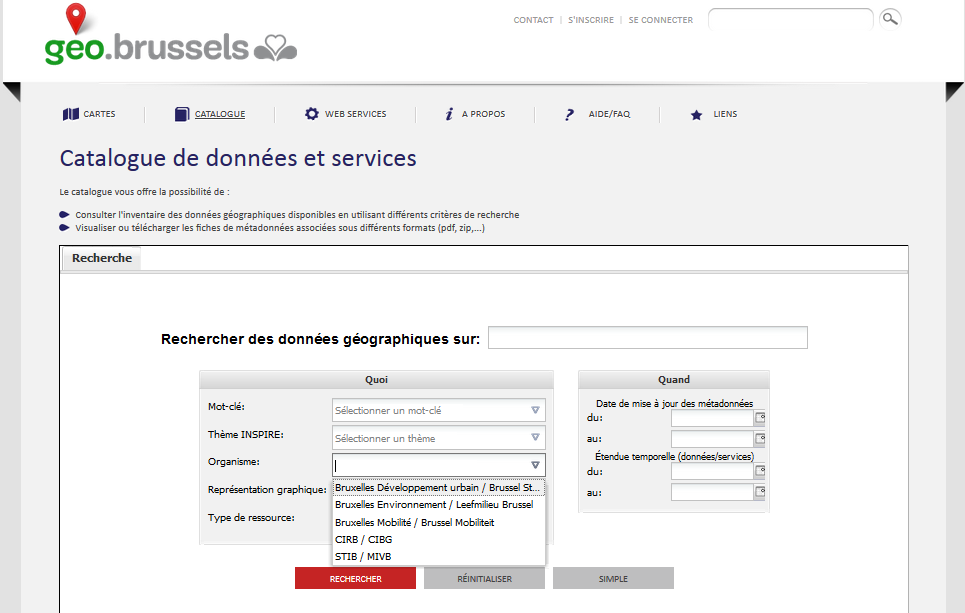 CONTACT | S'INSCRIRE | SE CONNECTER
geo.brussels
CARTES
CATALOGUE
WEB SERVICES
A PROPOS
AIDE/FAQ
LIENS
Catalogue de données et services
Le catalogue vous offre la possibilité de :
Consulter l'inventaire des données géographiques disponibles en utilisant différents critères de recherche
Visualiser ou télécharger les fiches de métadonnées associées sous différents formats (pdf, zip,...)
Recherche
Rechercher des données géographiques sur:
Quoi
Mot-clé:
Sélectionner un mot-clé
Thème INSPIRE:
Sélectionner un thème
Organisme:
Représentation graphique:
Type de ressource:
Bruxelles Développement urbain / Brussel St...
Bruxelles Environnement / Leefmilieu Brussel
Bruxelles Mobilité / Brussel Mobiliteit
CIRB / CIBG
STIB / MIVB
Quand
Date de mise à jour des métadonnées
du:
au:
Étendue temporelle (données/services)
du:
au:
RECHERCHER
RÉINITIALISER
SIMPLE